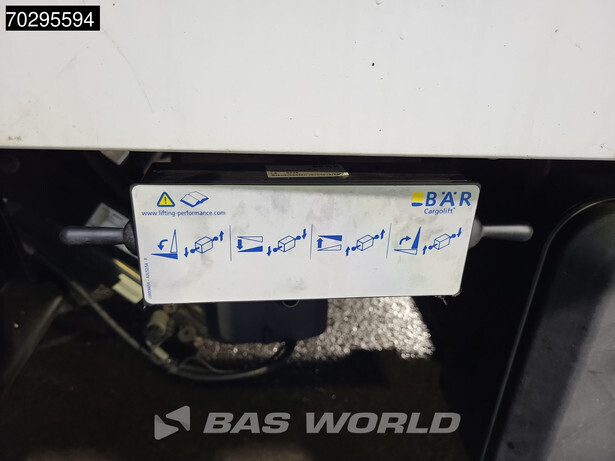 70295594
www.lifting-performance.com
BÄR
Cargolift
BAS WORLD